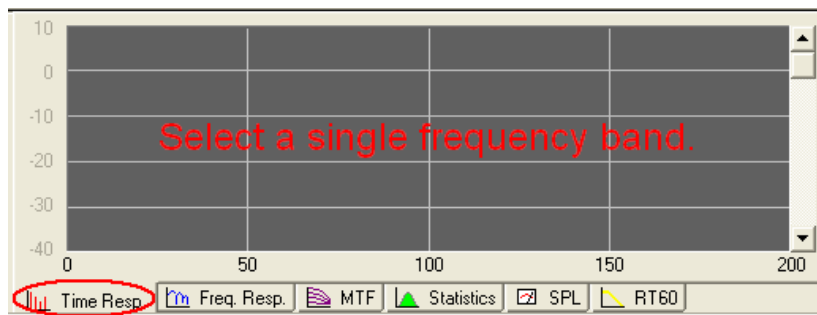 10
0
-10
Select a single frequency band.
-20
-30
-40
0 50 100 150 200
Time Resp. Freq. Resp. MTF Statistics SPL RT60